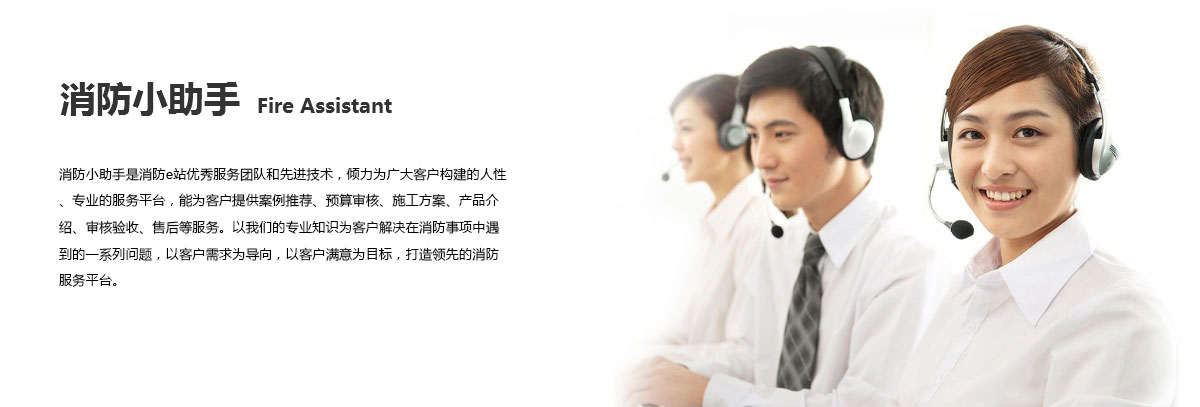 消防小助手 Fire Assistant
消防小助手是消防e站优秀服务团队和先进技术，倾力为广大客户构建的人性
、专业的服务平台，能为客户提供案例推荐、预算审核、施工方案、产品介
绍、审核验收、售后等服务。以我们的专业知识为客户解决在消防事项中遇
到的一系列问题，以客户需求为导向，以客户满意为目标，打造领先的消防
服务平台。